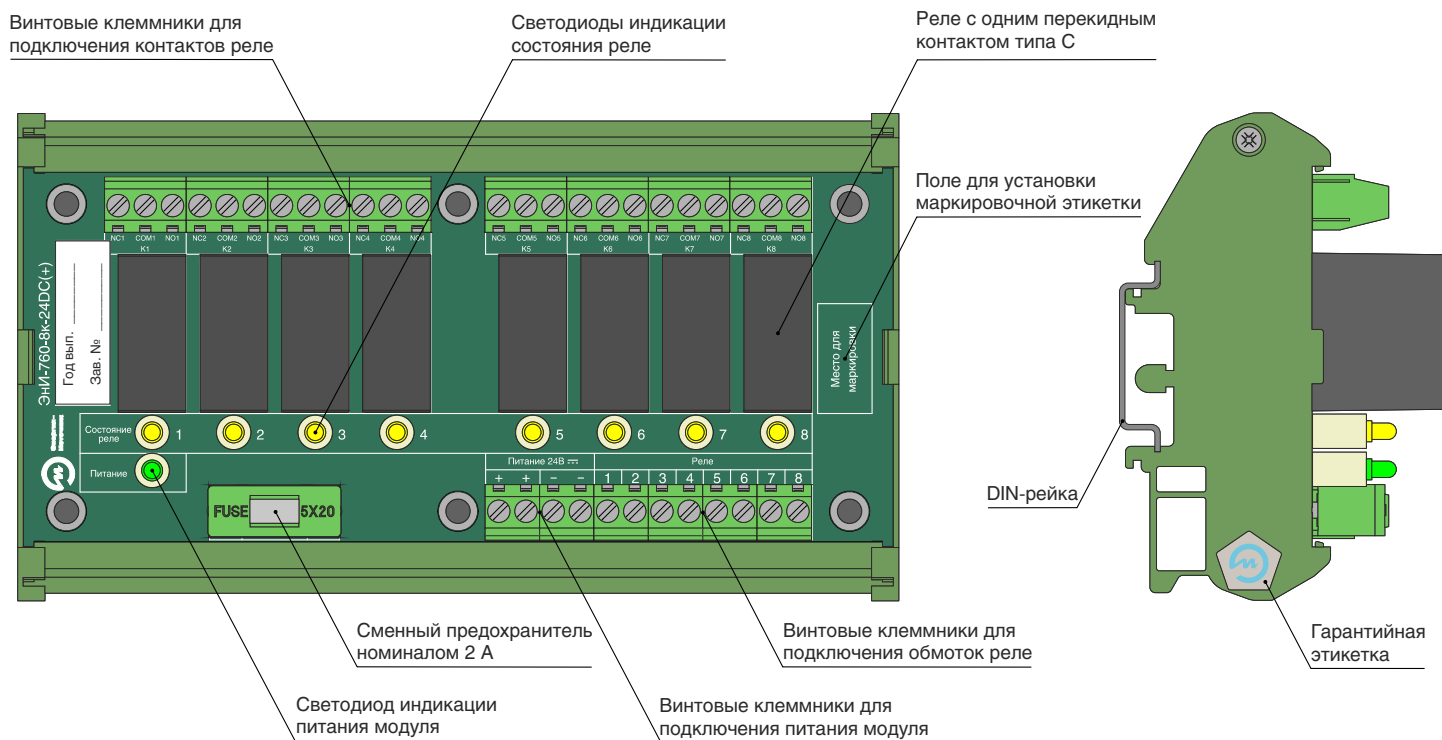 Винтовые клеммники для
подключения контактов реле
Светодиоды индикации
состояния реле
Реле с одним перекидным
контактом типа С
Поле для установки
маркировочной этикетки
NC1 COM1 NO1 NC2 COM2 NO2 NC3 COM3 NO3 NC4 COM4 NO4 NC5 COM5 NO5 NC6 COM6 NO6 NC7 COM7 NO7 NC8 COM8 NO8
K1 K2 K3 K4 K5 K6 K7 K8
ЭнИ-760-8к-24DC(+)
Год вып.
Зав. №
Место для
маркировки
Состояние
реле
1 2 3 4 5 6 7 8
Питание
Питание 24В Реле
+ + − − 1 2 3 4 5 6 7 8
FUSE 5X20
DIN-рейка
Сменный предохранитель
номиналом 2 А
Винтовые клеммники для
подключения обмоток реле
Гарантийная
этикетка
Светодиод индикации
питания модуля
Винтовые клеммники для
подключения питания модуля